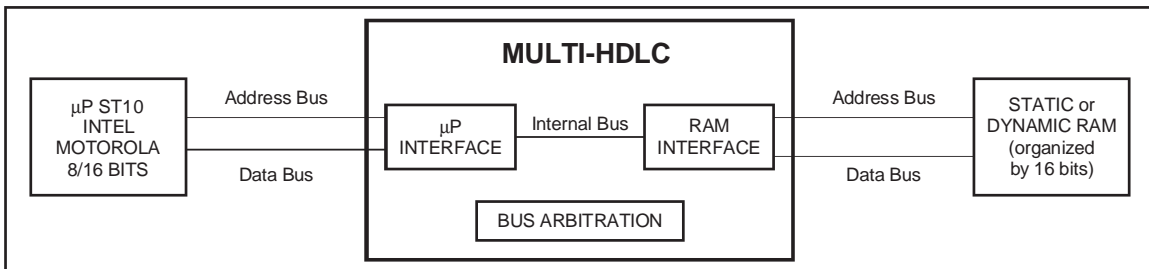 MULTI-HDLC
μP ST10
INTEL
MOTOROLA
8/16 BITS
Address Bus
Data Bus
μP
INTERFACE
Internal Bus
RAM
INTERFACE
BUS ARBITRATION
Address Bus
Data Bus
STATIC or
DYNAMIC RAM
(organized
by 16 bits)